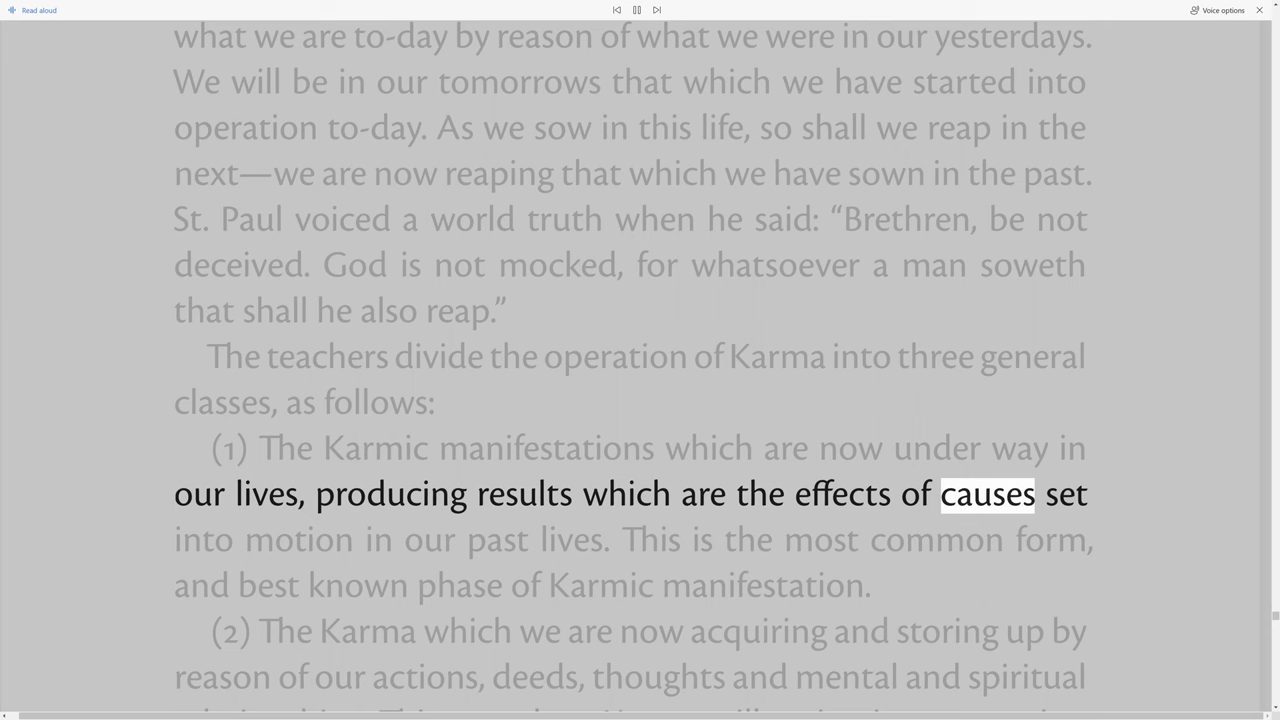 Read aloud
Voice options
what we are to-day by reason of what we were in our yesterdays.
We will be in our tomorrows that which we have started into
operation to-day. As we sow in this life, so shall we reap in the
next—we are now reaping that which we have sown in the past.
St. Paul voiced a world truth when he said: “Brethren, be not
deceived. God is not mocked, for whatsoever a man soweth
that shall he also reap.”
The teachers divide the operation of Karma into three general
classes, as follows:
(1) The Karmic manifestations which are now under way in
our lives, producing results which are the effects of causes set
into motion in our past lives. This is the most common form,
and best known phase of Karmic manifestation.
(2) The Karma which we are now acquiring and storing up by
reason of our actions, deeds, thoughts and mental and spiritual